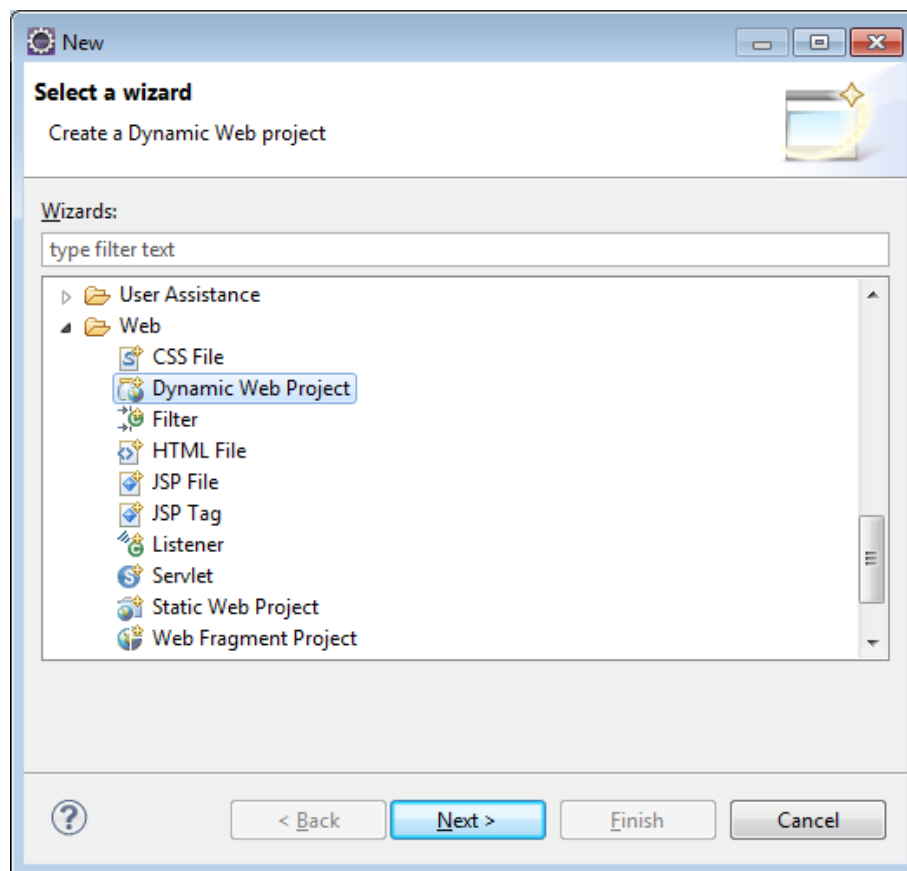 New
Select a wizard
Create a Dynamic Web project
Wizards:
type filter text
User Assistance
Web
CSS File
Dynamic Web Project
Filter
HTML File
JSP File
JSP Tag
Listener
Servlet
Static Web Project
Web Fragment Project
? < Back Next > Finish Cancel